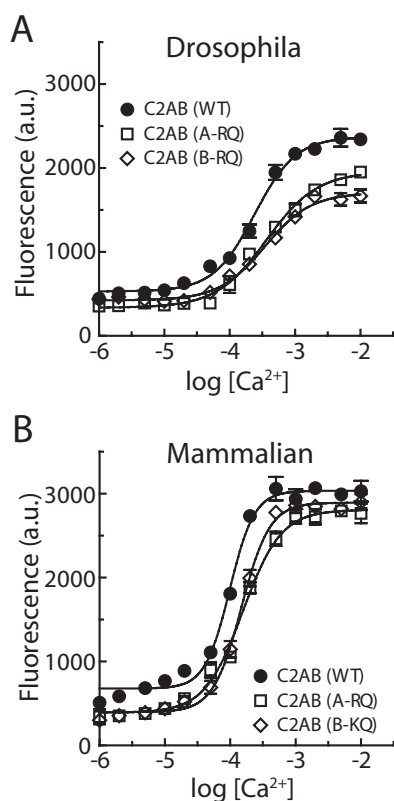 A
Drosophila
3000
2000
1000
0
Fluorescence (a.u.)
C2AB (WT)
C2AB (A-RQ)
C2AB (B-RQ)
-6 -5 -4 -3 -2
log [Ca²⁺]
B
Mammalian
3000
2000
1000
0
Fluorescence (a.u.)
C2AB (WT)
C2AB (A-RQ)
C2AB (B-KQ)
-6 -5 -4 -3 -2
log [Ca²⁺]